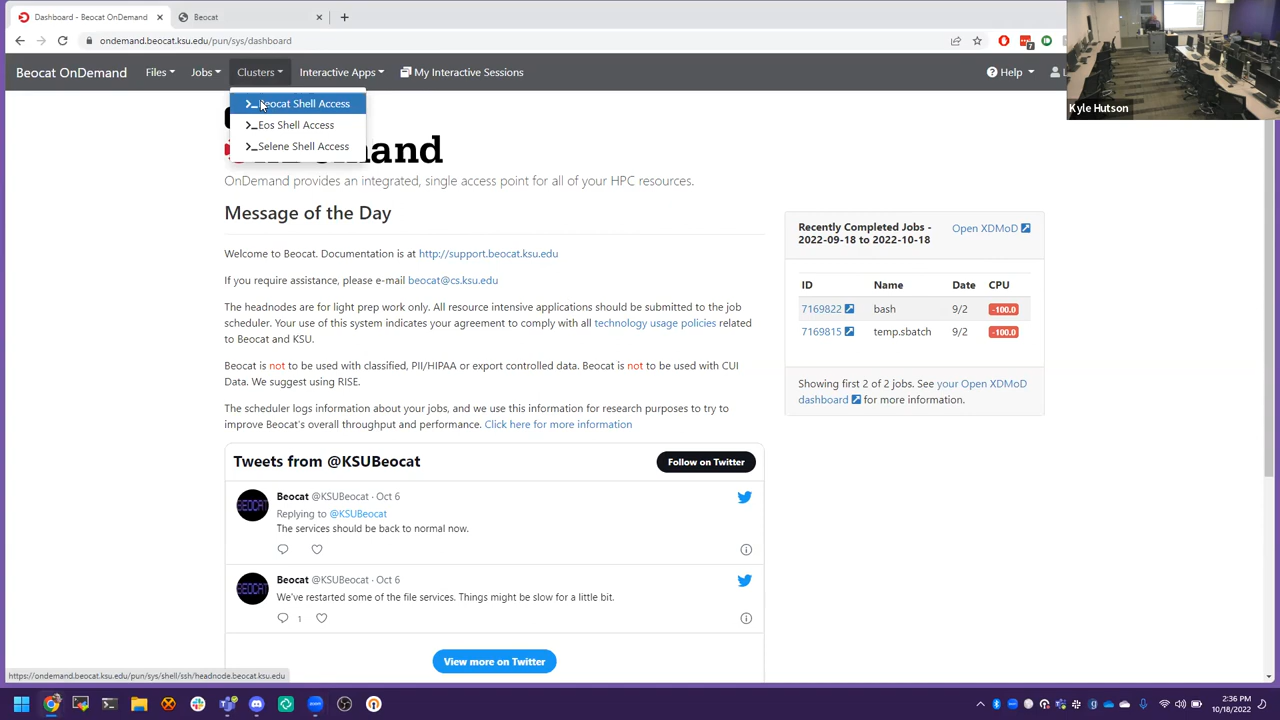 Dashboard - Beocat OnDemand
Beocat
ondemand.beocat.ksu.edu/pun/sys/dashboard
7
Beocat OnDemand
Files
Jobs
Clusters
Interactive Apps
My Interactive Sessions
Help
Kyle Hutson
Beocat Shell Access
Eos Shell Access
Selene Shell Access
OnDemand provides an integrated, single access point for all of your HPC resources.
Message of the Day
Welcome to Beocat. Documentation is at http://support.beocat.ksu.edu
If you require assistance, please e-mail beocat@cs.ksu.edu
The headnodes are for light prep work only. All resource intensive applications should be submitted to the job
scheduler. Your use of this system indicates your agreement to comply with all technology usage policies related
to Beocat and KSU.
Beocat is not to be used with classified, PII/HIPAA or export controlled data. Beocat is not to be used with CUI
Data. We suggest using RISE.
The scheduler logs information about your jobs, and we use this information for research purposes to try to
improve Beocat's overall throughput and performance. Click here for more information
Tweets from @KSUBeocat
Follow on Twitter
Beocat @KSUBeocat · Oct 6
Replying to @KSUBeocat
The services should be back to normal now.
Beocat @KSUBeocat · Oct 6
We've restarted some of the file services. Things might be slow for a little bit.
1
View more on Twitter
Recently Completed Jobs -
2022-09-18 to 2022-10-18
Open XDMoD
ID Name Date CPU
7169822 bash 9/2 -100.0
7169815 temp.sbatch 9/2 -100.0
Showing first 2 of 2 jobs. See your Open XDMoD
dashboard for more information.
https://ondemand.beocat.ksu.edu/pun/sys/shell/ssh/headnode.beocat.ksu.edu
2:36 PM
10/18/2022